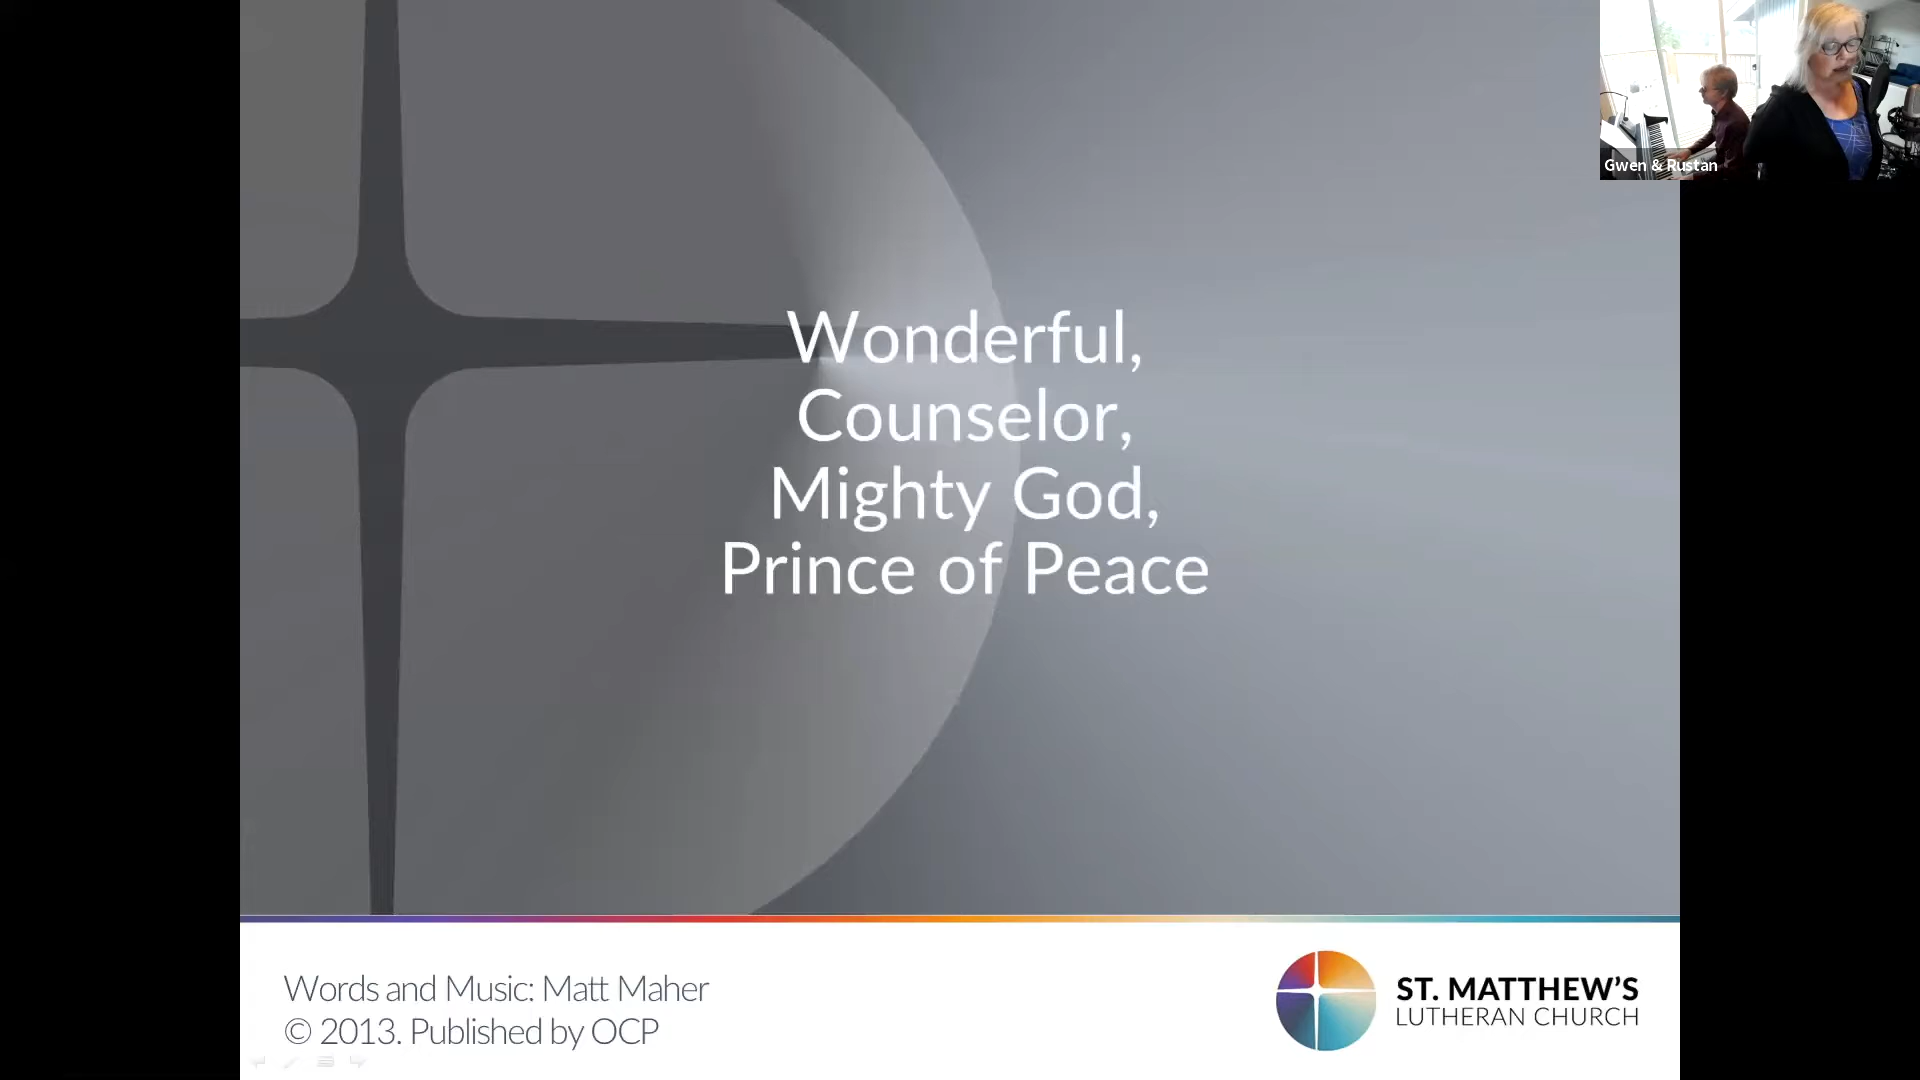 Gwen & Rustan
Wonderful,
Counselor,
Mighty God,
Prince of Peace
Words and Music: Matt Maher
© 2013. Published by OCP
ST. MATTHEW'S
LUTHERAN CHURCH